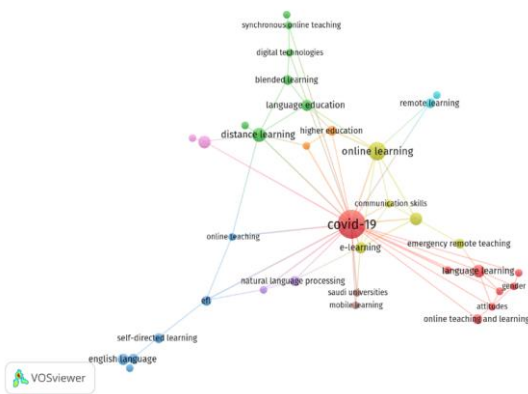 synchronous online teaching
digital technologies
blended learning
language education
remote learning
distance learning
higher education
online learning
communication skills
covid-19
online teaching
e-learning
emergency remote teaching
language learning
natural language processing
gender
saudi universities
efl
mobile learning
attitudes
online teaching and learning
self-directed learning
english language
VOSviewer